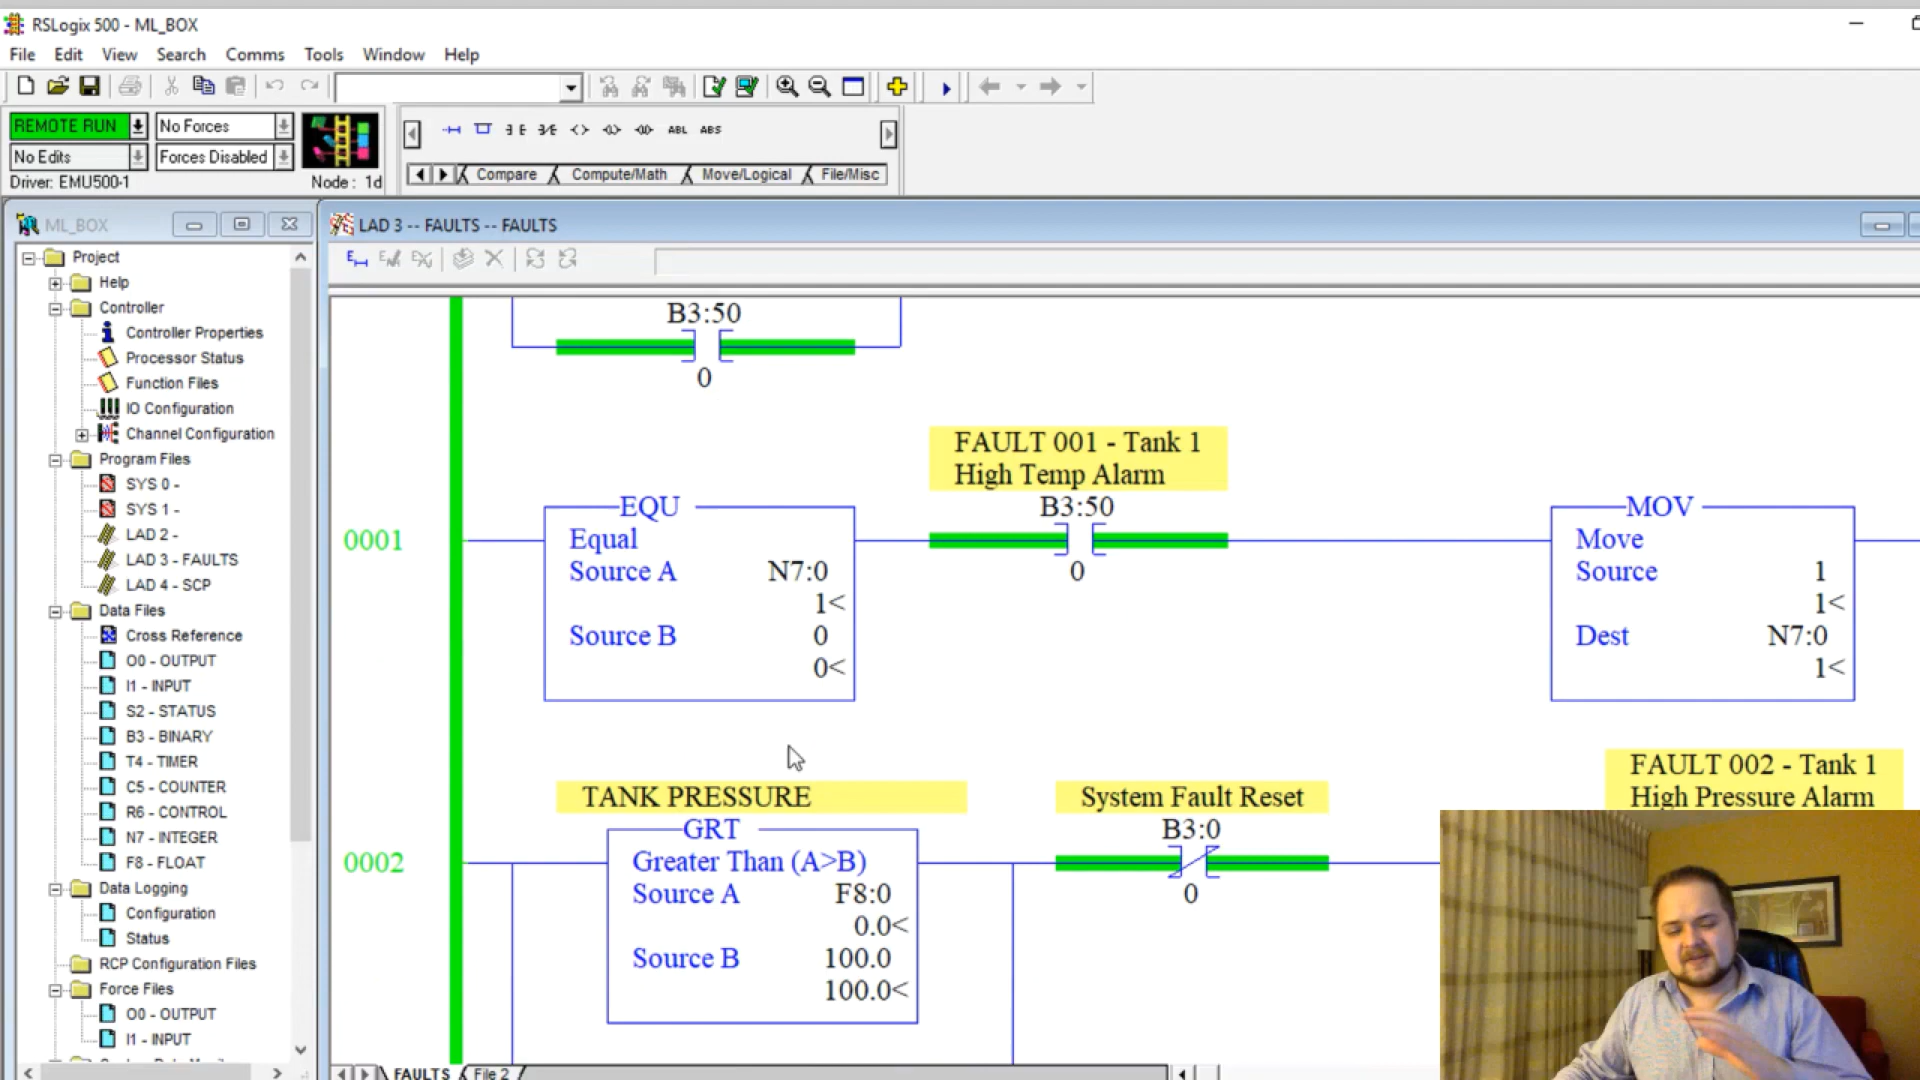 RSLogix 500 - ML_BOX
File Edit View Search Comms Tools Window Help
REMOTE RUN No Forces
No Edits Forces Disabled
Driver: EMU500-1 Node : 1d
ABL ABS
Compare Compute/Math Move/Logical File/Misc
ML_BOX
Project
Help
Controller
Controller Properties
Processor Status
Function Files
IO Configuration
Channel Configuration
Program Files
SYS 0 -
SYS 1 -
LAD 2 -
LAD 3 - FAULTS
LAD 4 - SCP
Data Files
Cross Reference
O0 - OUTPUT
I1 - INPUT
S2 - STATUS
B3 - BINARY
T4 - TIMER
C5 - COUNTER
R6 - CONTROL
N7 - INTEGER
F8 - FLOAT
Data Logging
Configuration
Status
RCP Configuration Files
Force Files
O0 - OUTPUT
I1 - INPUT
LAD 3 -- FAULTS -- FAULTS
B3:50
0
FAULT 001 - Tank 1
High Temp Alarm
B3:50
0
0001
EQU
Equal
Source A N7:0
1<
Source B 0
0<
MOV
Move
Source 1
1<
Dest N7:0
1<
TANK PRESSURE
System Fault Reset
B3:0
0
FAULT 002 - Tank 1
High Pressure Alarm
0002
GRT
Greater Than (A>B)
Source A F8:0
0.0<
Source B 100.0
100.0<
FAULTS File 2